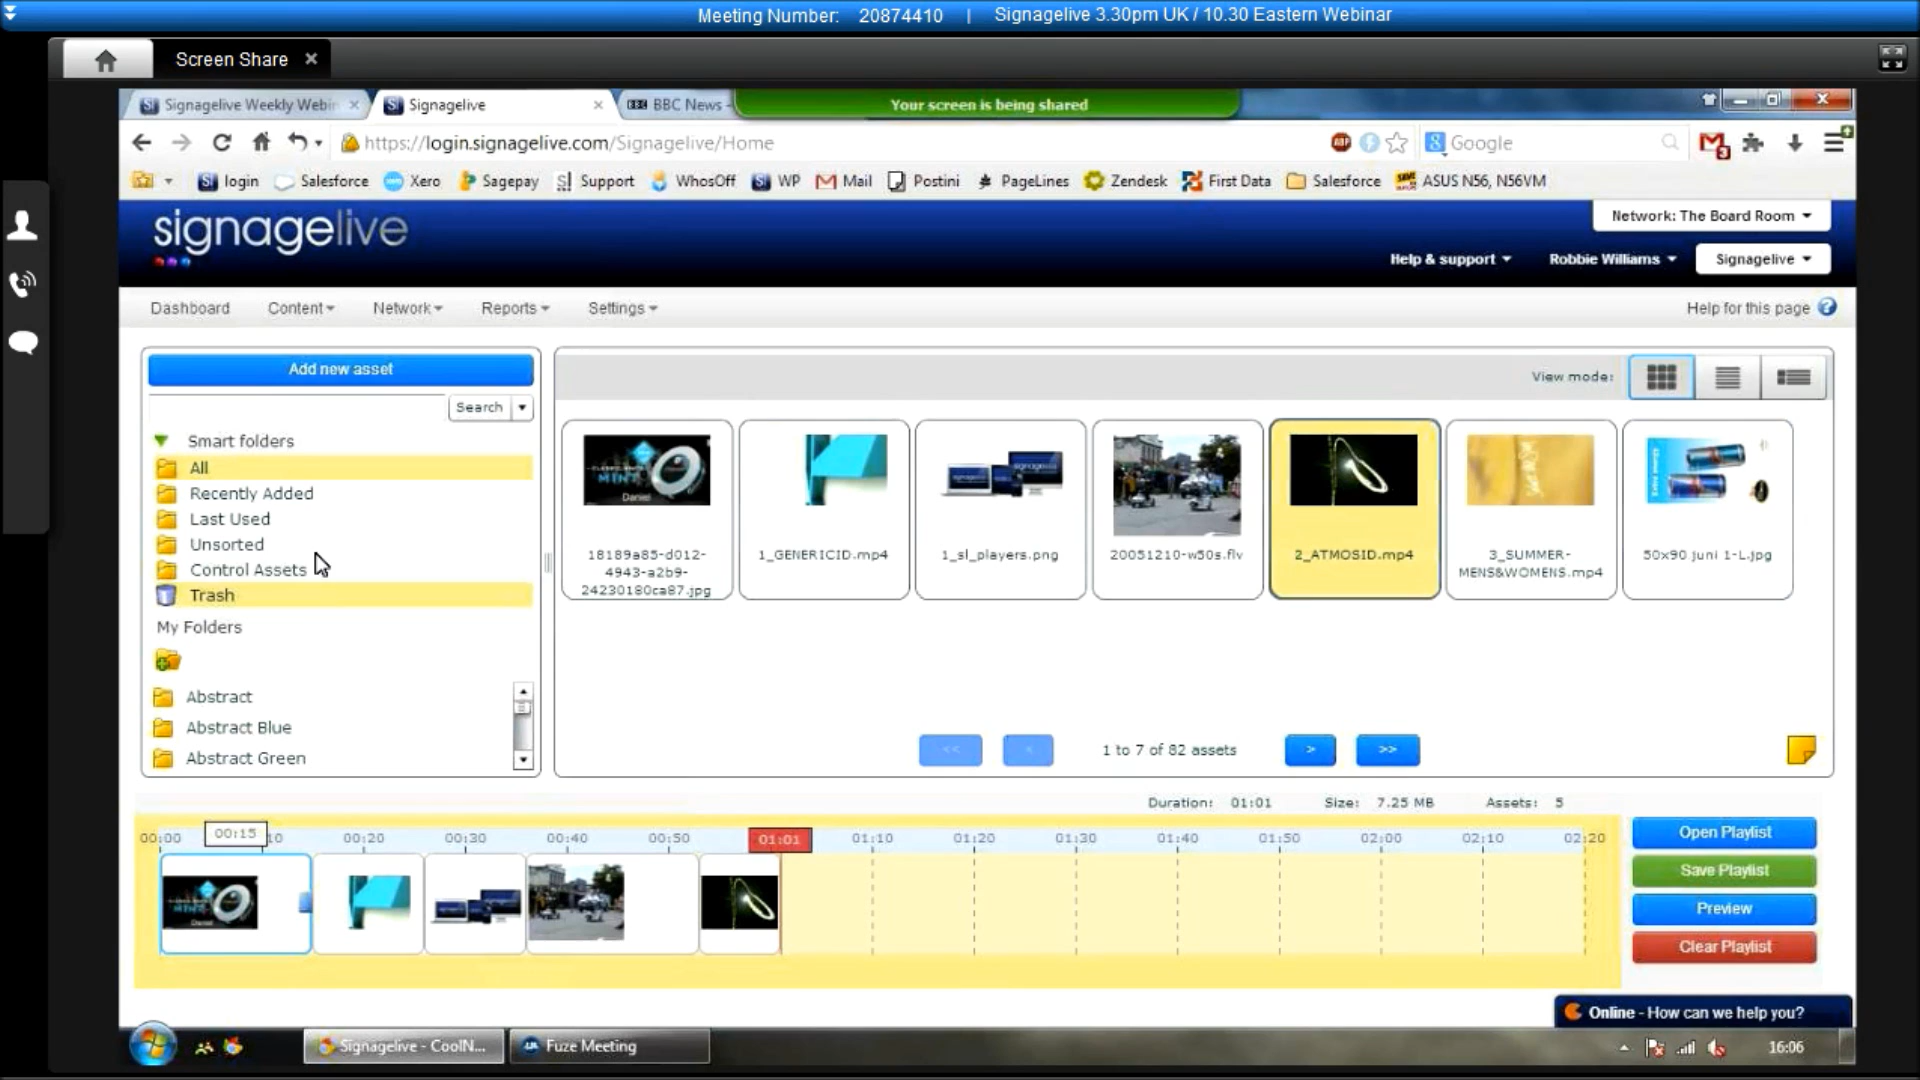 Meeting Number: 20874410 | Signagelive 3.30pm UK / 10.30 Eastern Webinar
Screen Share
Signagelive Weekly Webin
Signagelive
BBC News -
Your screen is being shared
https://login.signagelive.com/Signagelive/Home
Google
login Salesforce Xero Sagepay Support WhosOff WP Mail Postini PageLines Zendesk First Data Salesforce ASUS N56, N56VM
signagelive
Network: The Board Room
Help & support Robbie Williams Signagelive
Dashboard Content Network Reports Settings Help for this page
Add new asset
View mode:
Search
Smart folders
All
Recently Added
Last Used
Unsorted
Control Assets
Trash
My Folders
Abstract
Abstract Blue
Abstract Green
MINT
Daniel
18189a85-d012-
4943-a2b9-
24230180ca87.jpg
1_GENERICID.mp4
1_sl_players.png
20051210-w50s.flv
2_ATMOSID.mp4
3_SUMMER-
MENS&WOMENS.mp4
50x90 juni 1-L.jpg
<< < 1 to 7 of 82 assets > >>
Duration: 01:01 Size: 7.25 MB Assets: 5
00:00 00:15 10 00:20 00:30 00:40 00:50 01:01 01:10 01:20 01:30 01:40 01:50 02:00 02:10 02:20
Open Playlist
Save Playlist
Preview
Clear Playlist
Online - How can we help you?
Signagelive - CoolN...
Fuze Meeting
16:06